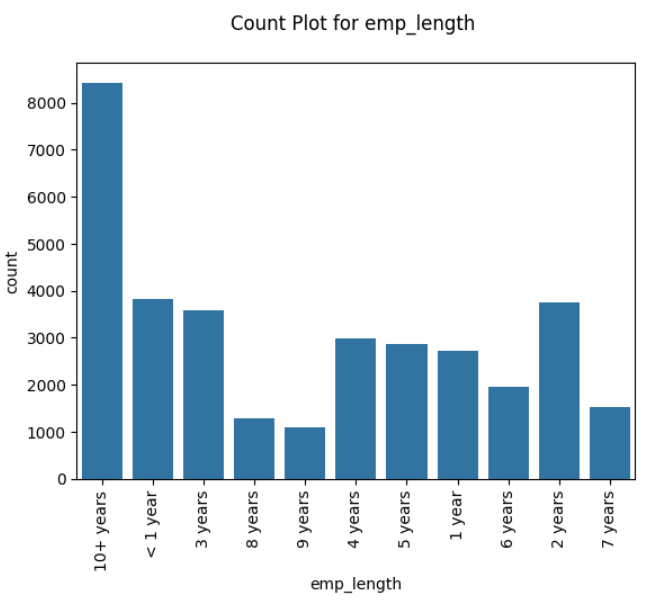 Count Plot for emp_length
8000
7000
6000
5000
4000
3000
2000
1000
0
count
10+ years
< 1 year
3 years
8 years
9 years
4 years
5 years
1 year
6 years
2 years
7 years
emp_length